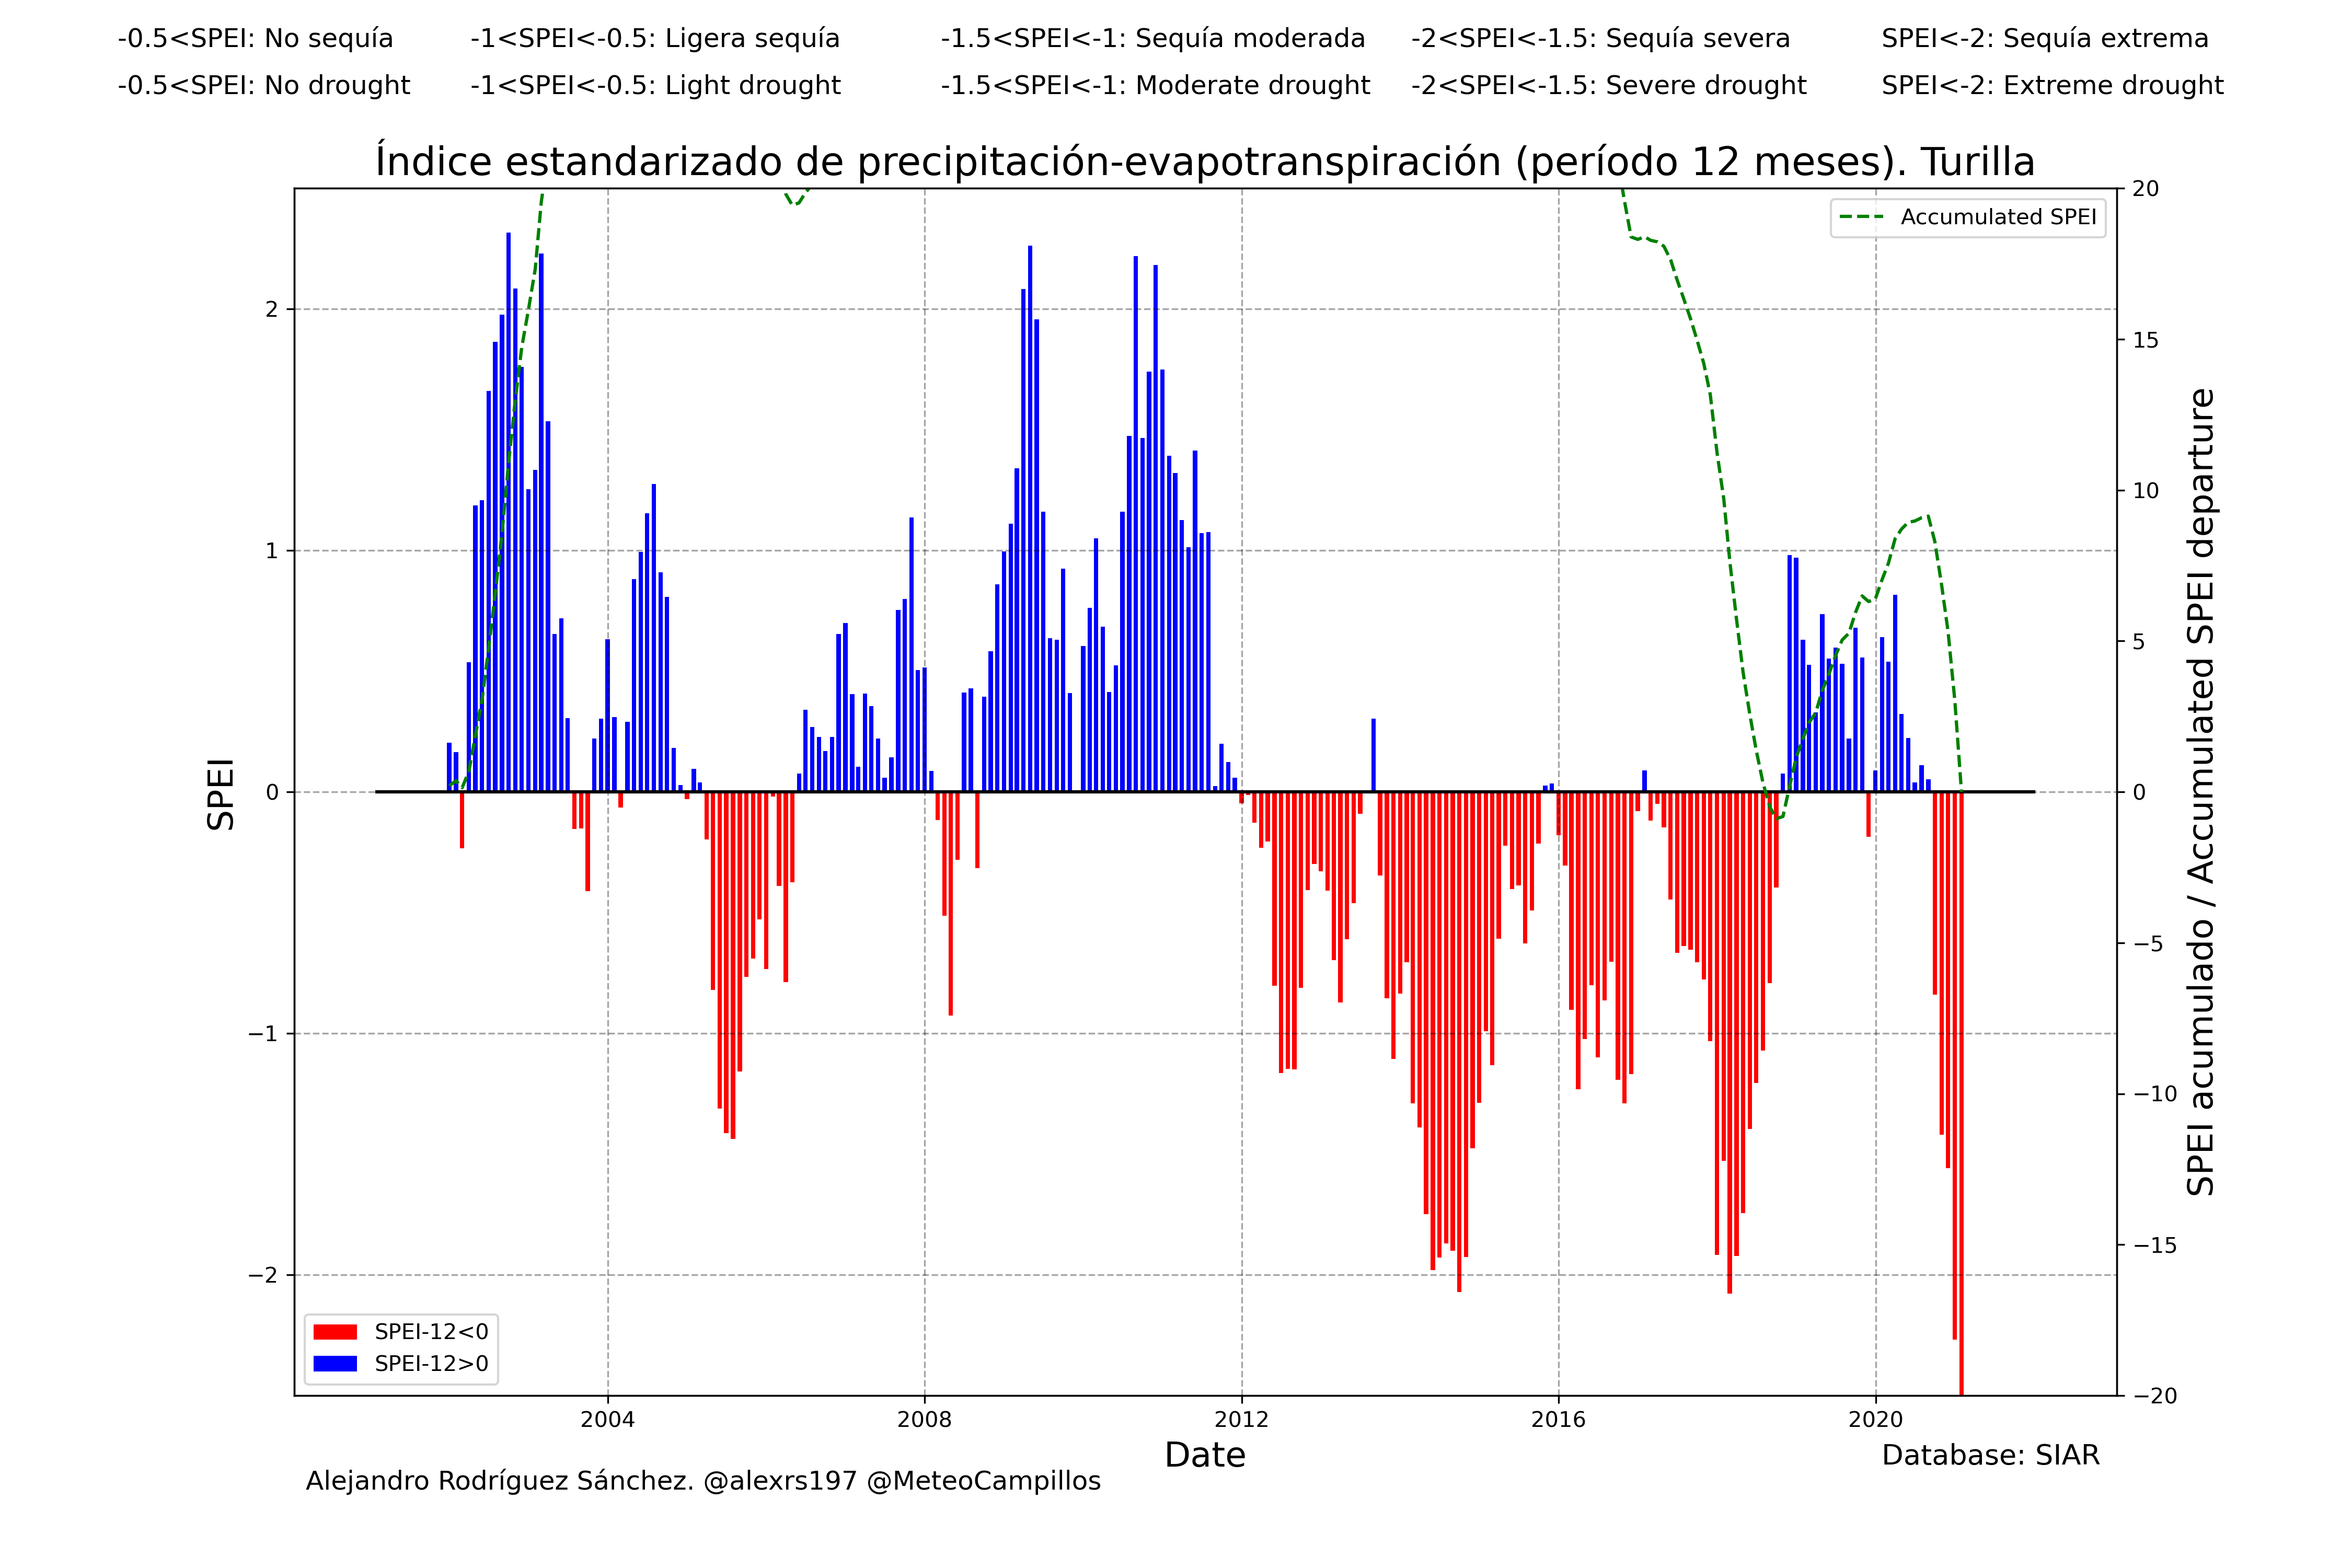 -0.5<SPEI: No sequía
-1<SPEI<-0.5: Ligera sequía
-1.5<SPEI<-1: Sequía moderada
-2<SPEI<-1.5: Sequía severa
SPEI<-2: Sequía extrema
-0.5<SPEI: No drought
-1<SPEI<-0.5: Light drought
-1.5<SPEI<-1: Moderate drought
-2<SPEI<-1.5: Severe drought
SPEI<-2: Extreme drought
Índice estandarizado de precipitación-evapotranspiración (período 12 meses). Turilla
Accumulated SPEI
SPEI
2
1
0
−1
−2
20
15
10
5
0
−5
−10
−15
−20
SPEI acumulado / Accumulated SPEI departure
SPEI-12<0
SPEI-12>0
2004
2008
2012
2016
2020
Date
Database: SIAR
Alejandro Rodríguez Sánchez. @alexrs197 @MeteoCampillos